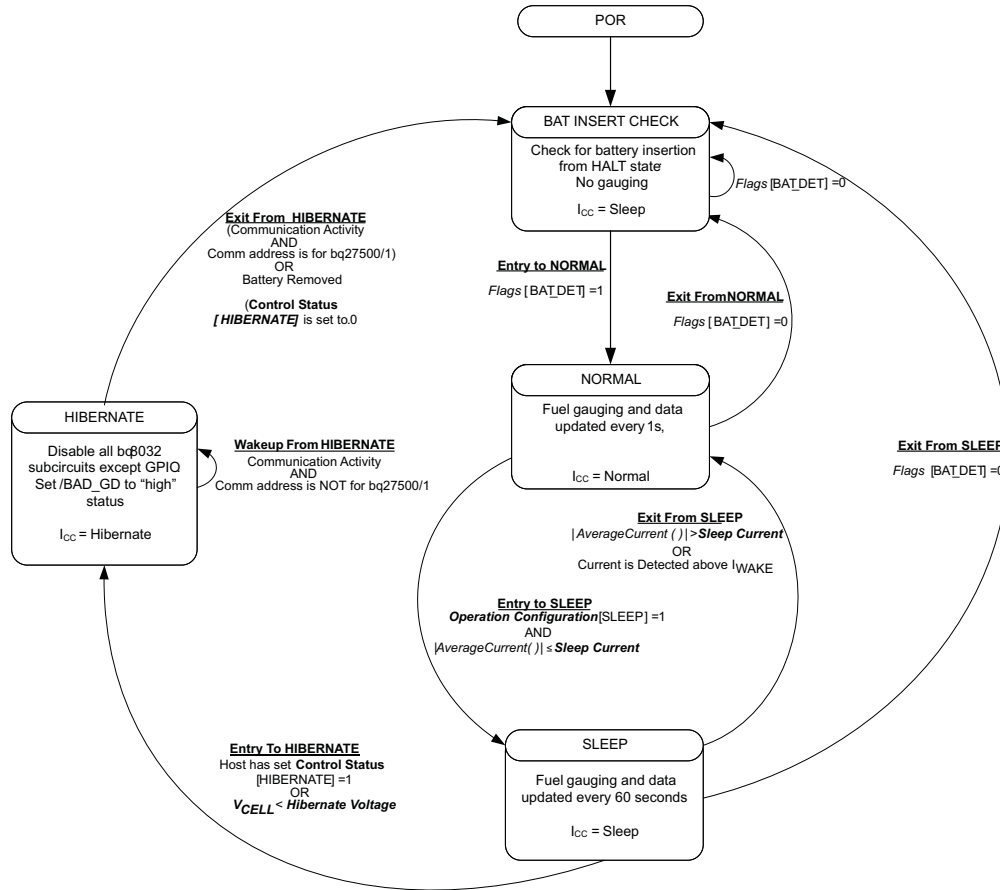 POR
BAT INSERT CHECK
Check for battery insertion
from HALT state.
No gauging
ICC = Sleep
Flags [BAT_DET] =0
Exit From HIBERNATE
(Communication Activity
AND
Comm address is for bq27500/1)
OR
Battery Removed
(Control Status
[HIBERNATE] is set to.0
Entry to NORMAL
Flags [BAT_DET] =1
Exit From NORMAL
Flags [BAT_DET] =0
NORMAL
Fuel gauging and data
updated every 1s,
ICC = Normal
HIBERNATE
Disable all
subcircuits except GPIO.
Set /BAD_GD to “high”
status
ICC = Hibernate
Wakeup From HIBERNATE
Communication Activity
AND
Comm address is NOT for bq27500/1
Exit From SLEEP
Flags [BAT_DET] =0
Exit From SLEEP
|AverageCurrent ( )| > Sleep Current
OR
Current is Detected above IWAKE
Entry to SLEEP
Operation Configuration[SLEEP] =1
AND
|AverageCurrent( )| ≤ Sleep Current
Entry To HIBERNATE
Host has set Control Status
[HIBERNATE] =1
OR
VCELL < Hibernate Voltage
SLEEP
Fuel gauging and data
updated every 60 seconds
ICC = Sleep